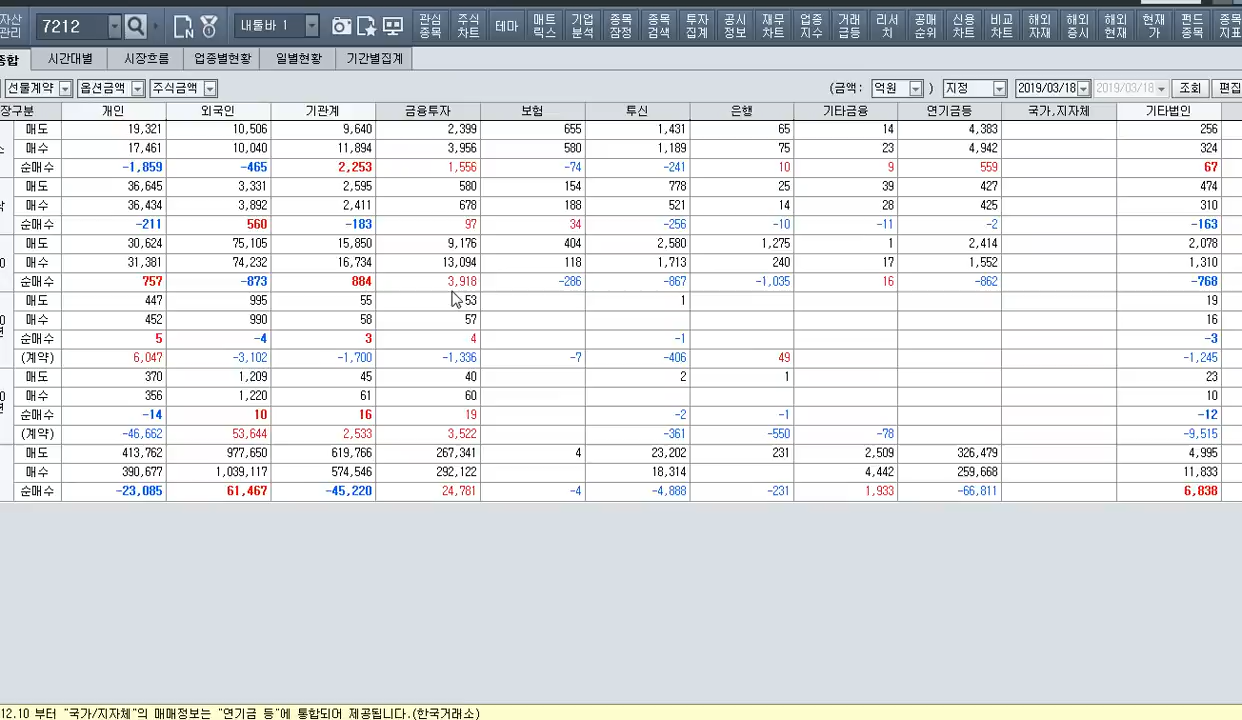 자산 관리 7212 내툴바 1 관심 종목 주식 차트 테마 매트 릭스 기업 분석 종목 잠정 종목 검색 투자 집계 공시 정보 재무 차트 업종 지수 거래 급등 리서 치 공매 순위 신용 차트 비교 차트 해외 자재 해외 증시 해외 현재 현재 가 펀드 종목 종목 지표
종합 시간대별 시장흐름 업종별현황 일별현황 기간별집계
선물계약 옵션금액 주식금액 (금액: 억원 ) 지정 2019/03/18 2019/03/18 조회 편집
장구분 개인 외국인 기관계 금융투자 보험 투신 은행 기타금융 연기금등 국가,지자체 기타법인
매도 19,321 10,506 9,640 2,399 655 1,431 65 14 4,383 256
매수 17,461 10,040 11,894 3,956 580 1,189 75 23 4,942 324
순매수 -1,859 -465 2,253 1,556 -74 -241 10 9 559 67
매도 36,645 3,331 2,595 580 154 778 25 39 427 474
매수 36,434 3,892 2,411 678 188 521 14 28 425 310
순매수 -211 560 -183 97 34 -256 -10 -11 -2 -163
매도 30,624 75,105 15,850 9,176 404 2,580 1,275 1 2,414 2,078
매수 31,381 74,232 16,734 13,094 118 1,713 240 17 1,552 1,310
순매수 757 -873 884 3,918 -286 -867 -1,035 16 -862 -768
매도 447 995 55 53 1 19
매수 452 990 58 57 16
순매수 5 -4 3 4 -1 -3
(계약) 6,047 -3,102 -1,700 -1,336 -7 -406 49 -1,245
매도 370 1,209 45 40 2 1 23
매수 356 1,220 61 60 10
순매수 -14 10 16 19 -2 -1 -12
(계약) -46,662 53,644 2,533 3,522 -361 -550 -78 -9,515
매도 413,762 977,650 619,766 267,341 4 23,202 231 2,509 326,479 4,995
매수 390,677 1,039,117 574,546 292,122 18,314 4,442 259,668 11,833
순매수 -23,085 61,467 -45,220 24,781 -4 -4,888 -231 1,933 -66,811 6,838
12.10 부터 "국가/지자체"의 매매정보는 "연기금 등"에 통합되어 제공됩니다.(한국거래소)